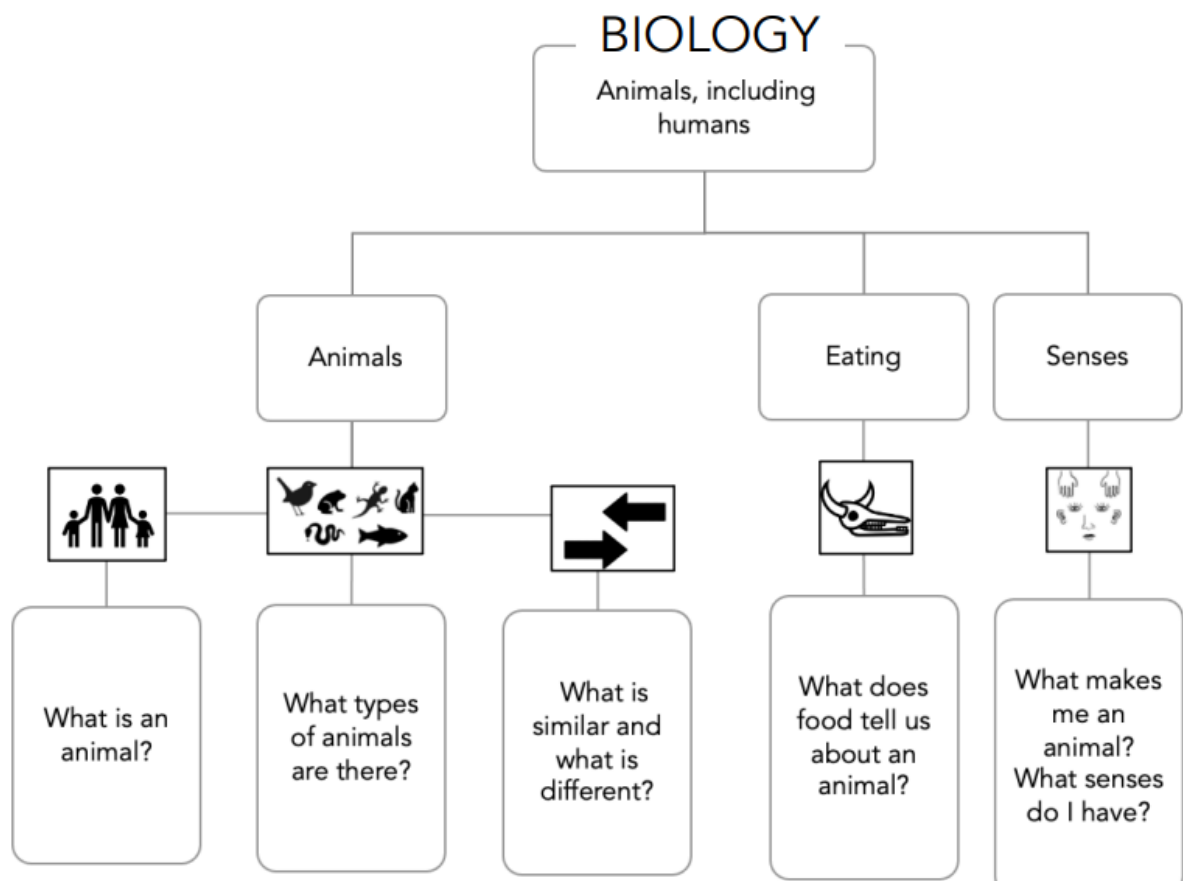 BIOLOGY
Animals, including
humans
Animals
Eating
Senses
What is an
animal?
What types
of animals
are there?
What is
similar and
what is
different?
What does
food tell us
about an
animal?
What makes
me an
animal?
What senses
do I have?